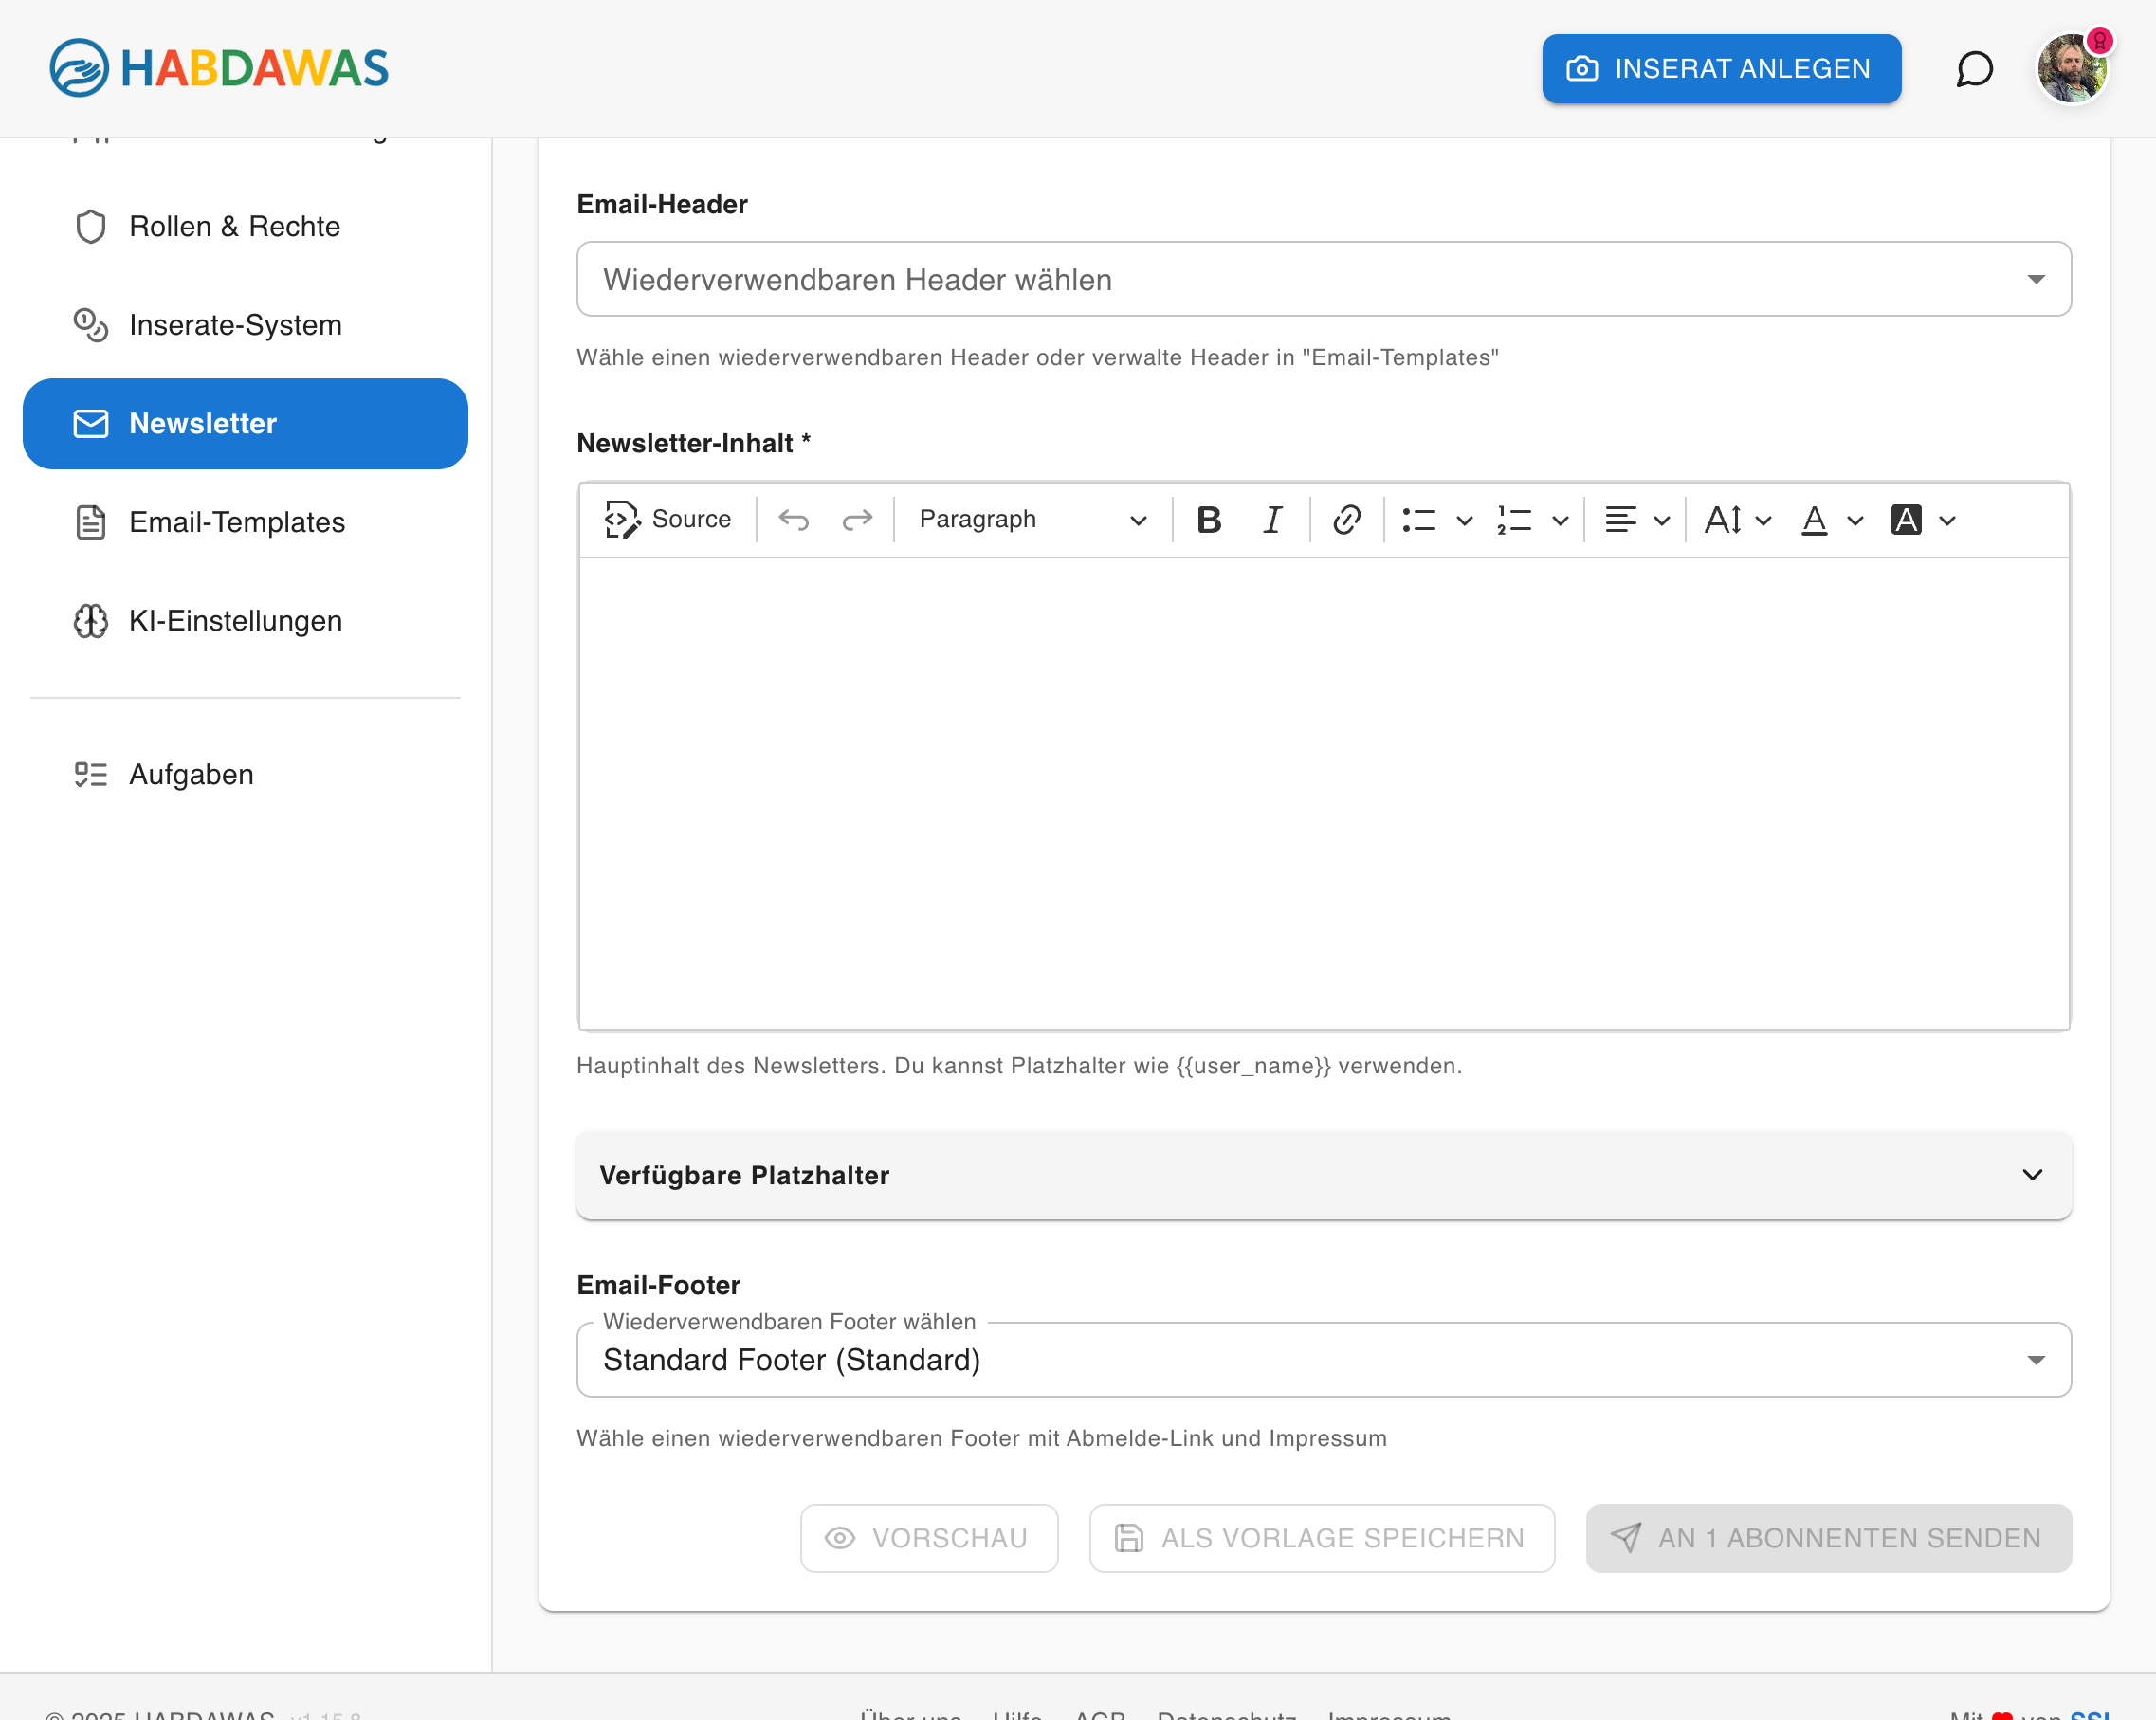 HABDAWAS
INSERAT ANLEGEN
Rollen & Rechte
Inserate-System
Newsletter
Email-Templates
KI-Einstellungen
Aufgaben
Email-Header
Wiederverwendbaren Header wählen
Wähle einen wiederverwendbaren Header oder verwalte Header in "Email-Templates"
Newsletter-Inhalt *
Source
Paragraph
Hauptinhalt des Newsletters. Du kannst Platzhalter wie {{user_name}} verwenden.
Verfügbare Platzhalter
Email-Footer
Wiederverwendbaren Footer wählen
Standard Footer (Standard)
Wähle einen wiederverwendbaren Footer mit Abmelde-Link und Impressum
VORSCHAU
ALS VORLAGE SPEICHERN
AN 1 ABONNENTEN SENDEN
© 2025 HABDAWAS v1.15.8
Über uns Hilfe AGB Datenschutz Impressum
Mit ❤ von